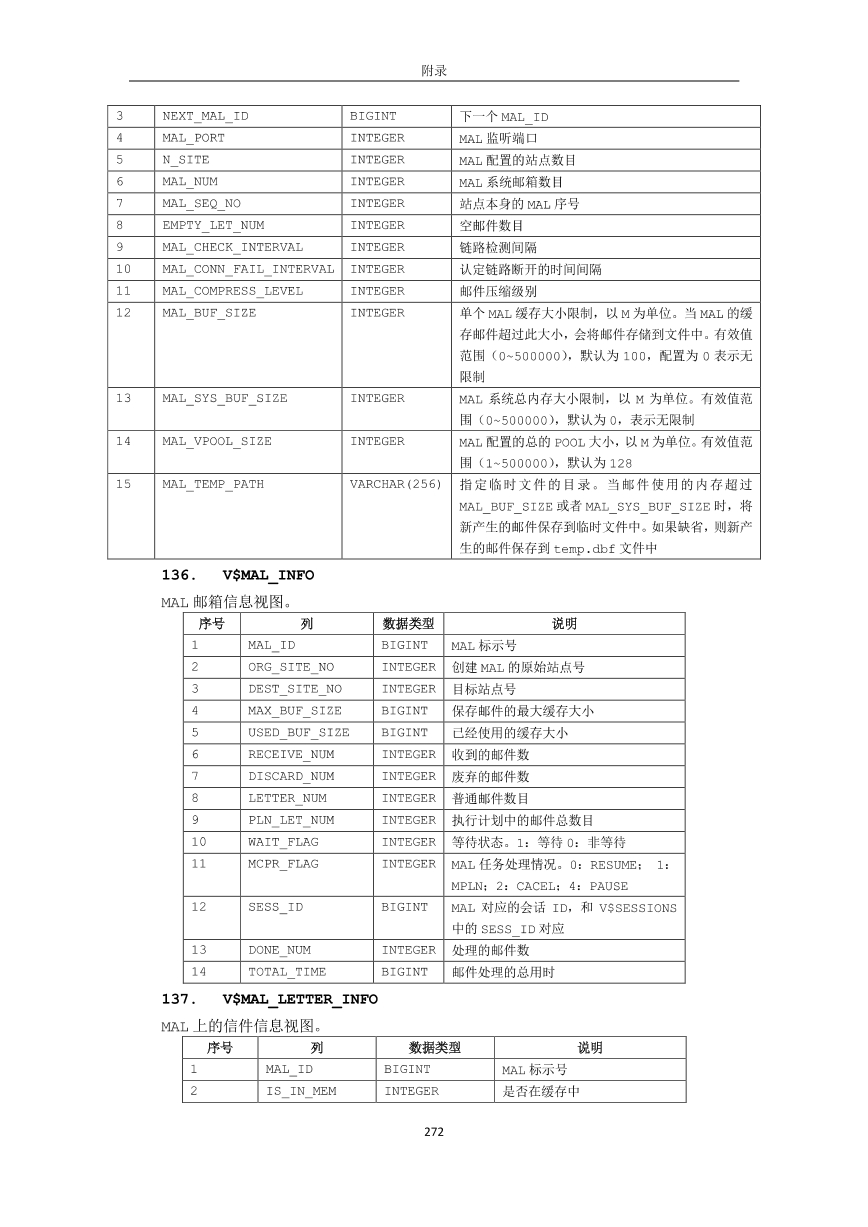 附录
3 NEXT_MAL_ID BIGINT 下一个 MAL_ID
4 MAL_PORT INTEGER MAL 监听端口
5 N_SITE INTEGER MAL 配置的站点数目
6 MAL_NUM INTEGER MAL 系统邮箱数目
7 MAL_SEQ_NO INTEGER 站点本身的 MAL 序号
8 EMPTY_LET_NUM INTEGER 空邮件数目
9 MAL_CHECK_INTERVAL INTEGER 链路检测间隔
10 MAL_CONN_FAIL_INTERVAL INTEGER 认定链路断开的时间间隔
11 MAL_COMPRESS_LEVEL INTEGER 邮件压缩级别
12 MAL_BUF_SIZE INTEGER 单个 MAL 缓存大小限制，以 M 为单位。当 MAL 的缓
存邮件超过此大小，会将邮件存储到文件中。有效值
范围（0~500000），默认为 100，配置为 0 表示无
限制
13 MAL_SYS_BUF_SIZE INTEGER MAL 系统总内存大小限制，以 M 为单位。有效值范
围（0~500000），默认为 0，表示无限制
14 MAL_VPOOL_SIZE INTEGER MAL 配置的总的 POOL 大小，以 M 为单位。有效值范
围（1~500000），默认为 128
15 MAL_TEMP_PATH VARCHAR(256) 指定临时文件的目录。当邮件使用的内存超过
MAL_BUF_SIZE 或者 MAL_SYS_BUF_SIZE 时，将
新产生的邮件保存到临时文件中。如果缺省，则新产
生的邮件保存到 temp.dbf 文件中
136. V$MAL_INFO
MAL 邮箱信息视图。
序号 列 数据类型 说明
1 MAL_ID BIGINT MAL 标示号
2 ORG_SITE_NO INTEGER 创建 MAL 的原始站点号
3 DEST_SITE_NO INTEGER 目标站点号
4 MAX_BUF_SIZE BIGINT 保存邮件的最大缓存大小
5 USED_BUF_SIZE BIGINT 已经使用的缓存大小
6 RECEIVE_NUM INTEGER 收到的邮件数
7 DISCARD_NUM INTEGER 废弃的邮件数
8 LETTER_NUM INTEGER 普通邮件数目
9 PLN_LET_NUM INTEGER 执行计划中的邮件总数目
10 WAIT_FLAG INTEGER 等待状态。1：等待 0：非等待
11 MCPR_FLAG INTEGER MAL 任务处理情况。0：RESUME； 1：
MPLN；2：CACEL；4：PAUSE
12 SESS_ID BIGINT MAL 对应的会话 ID，和 V$SESSIONS
中的 SESS_ID 对应
13 DONE_NUM INTEGER 处理的邮件数
14 TOTAL_TIME BIGINT 邮件处理的总用时
137. V$MAL_LETTER_INFO
MAL 上的信件信息视图。
序号 列 数据类型 说明
1 MAL_ID BIGINT MAL 标示号
2 IS_IN_MEM INTEGER 是否在缓存中
272